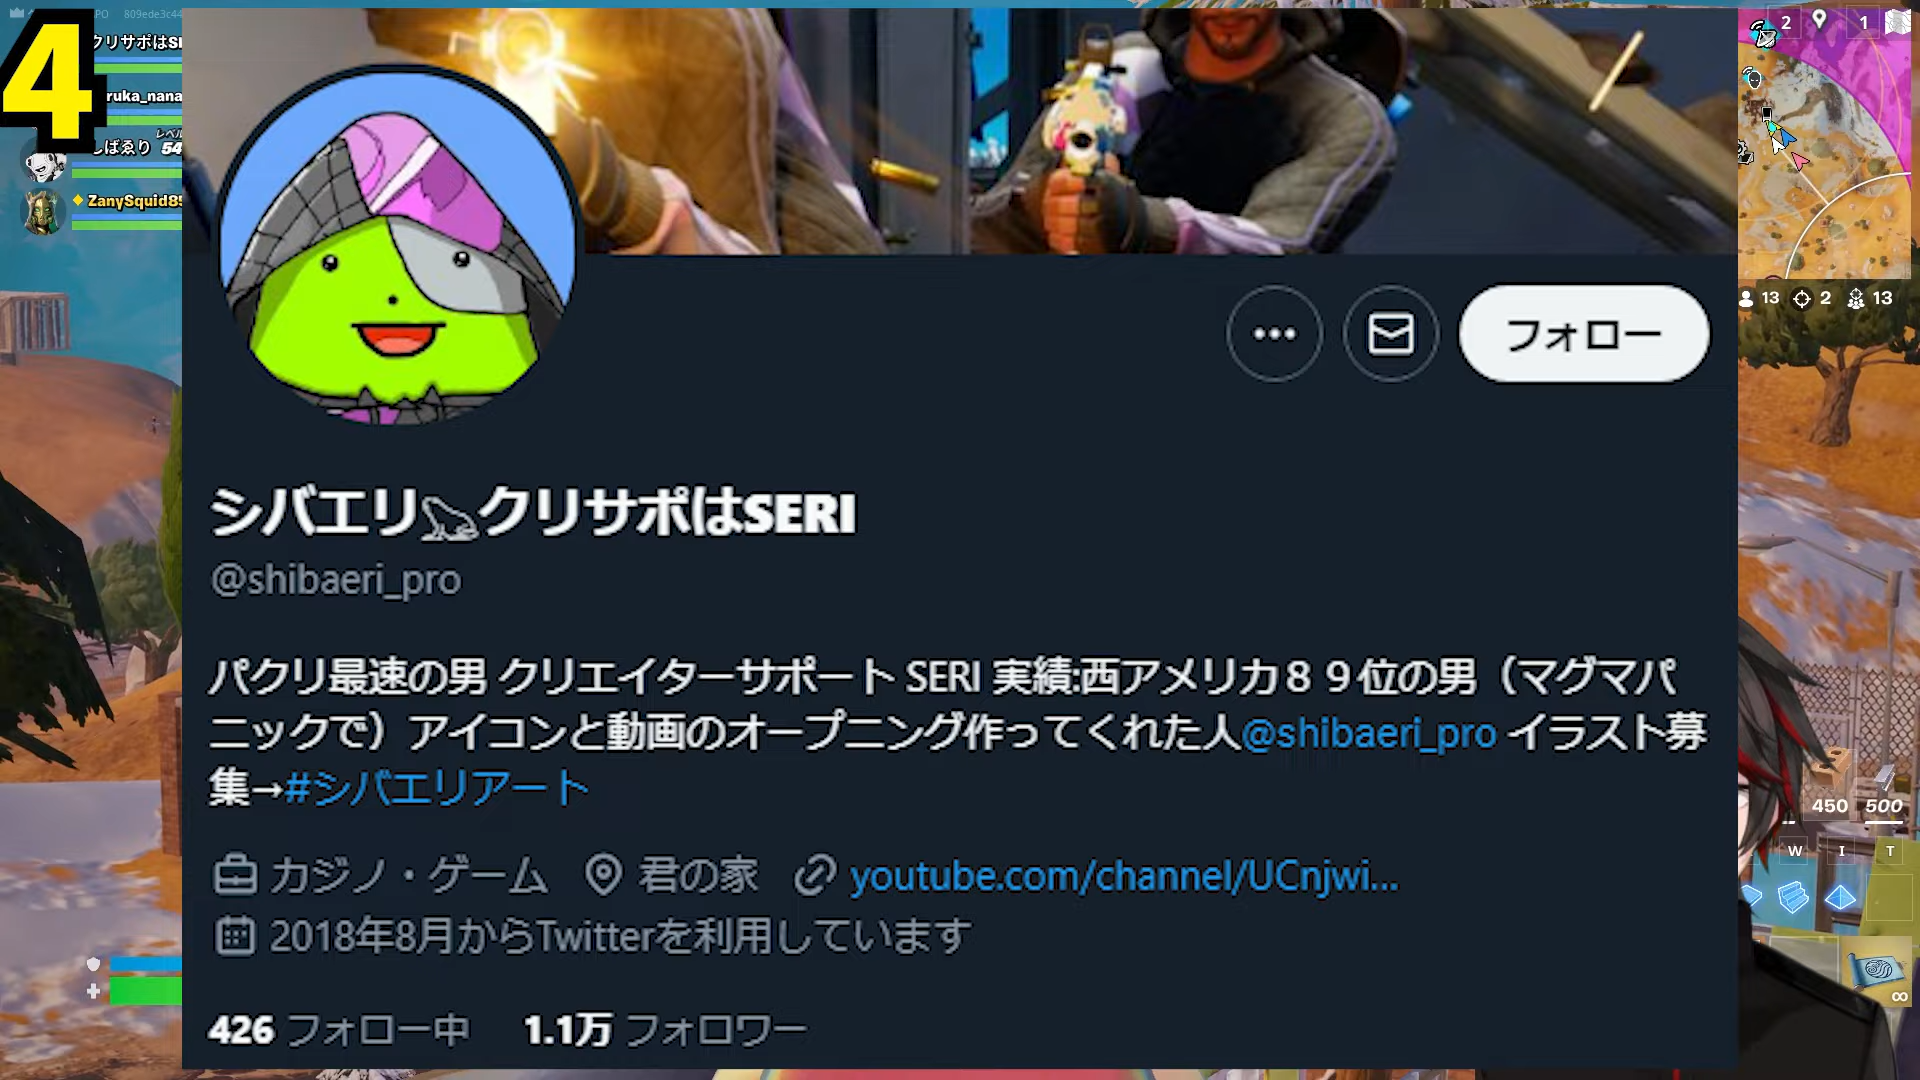 4
クリサポはSE
ruka_nana
レベル
しばゑり 54
ZanySquid85
2
1
13 2 13
フォロー
シバエリ𓆏クリサポはSERI
@shibaeri_pro
パクリ最速の男 クリエイターサポート SERI 実績:西アメリカ８９位の男（マグマパ
ニックで）アイコンと動画のオープニング作ってくれた人@shibaeri_pro イラスト募
集→#シバエリアート
カジノ・ゲーム 君の家 youtube.com/channel/UCnjwi...
2018年8月からTwitterを利用しています
426 フォロー中 1.1万 フォロワー
450 500
W I T
∞